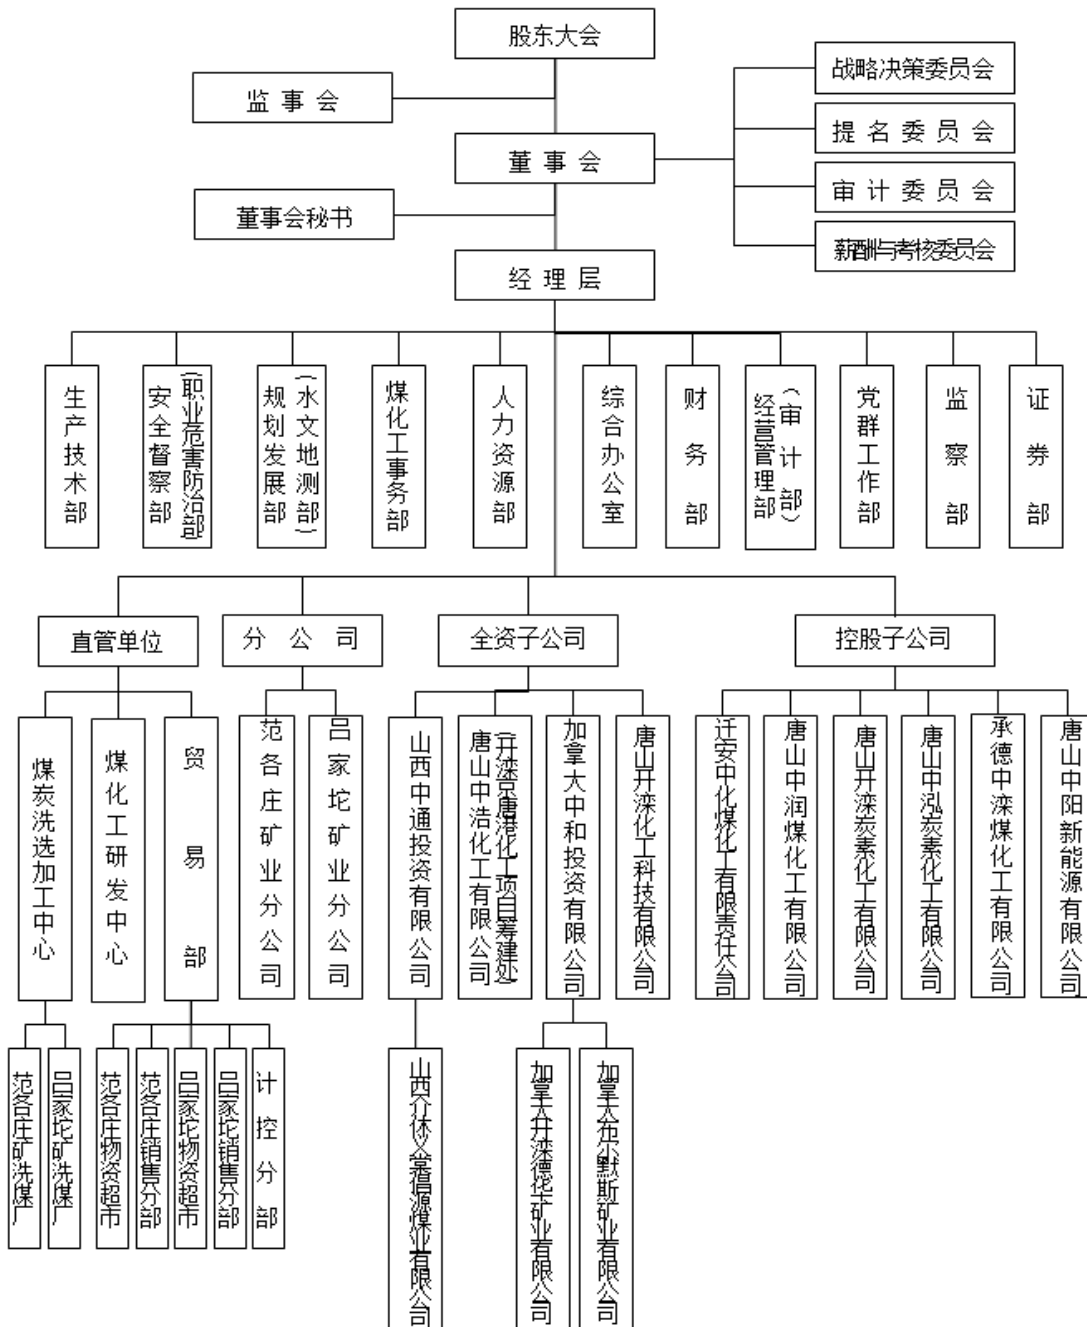 股东大会
监事会
战略决策委员会
提名委员会
董事会
审计委员会
董事会秘书
薪酬与考核委员会
经理层
生产技术部
安全督察部
(职业危害防治部)
规划发展部
(水文地测部)
煤化工事务部
人力资源部
综合办公室
财务部
经营管理部
(审计部)
党群工作部
监察部
证券部
直管单位
分公司
全资子公司
控股子公司
煤炭洗选加工中心
煤化工研发中心
贸易部
范各庄矿业分公司
吕家坨矿业分公司
山西中通投资有限公司
唐山中浩化工有限公司
(开滦京唐港化工项目筹建处)
加拿大中和投资有限公司
唐山开滦化工科技有限公司
迁安中化煤化工有限责任公司
唐山中润煤化工有限公司
唐山开滦炭素化工有限公司
唐山中泓炭素化工有限公司
承德中滦煤化工有限公司
唐山中阳新能源有限公司
范各庄矿洗煤厂
吕家坨矿洗煤厂
范各庄物资超市
范各庄销售分部
吕家坨物资超市
吕家坨销售分部
计控分部
山西介休义棠倡源煤业有限公司
加拿大开滦德华矿业有限公司
加拿大布尔默斯矿业有限公司